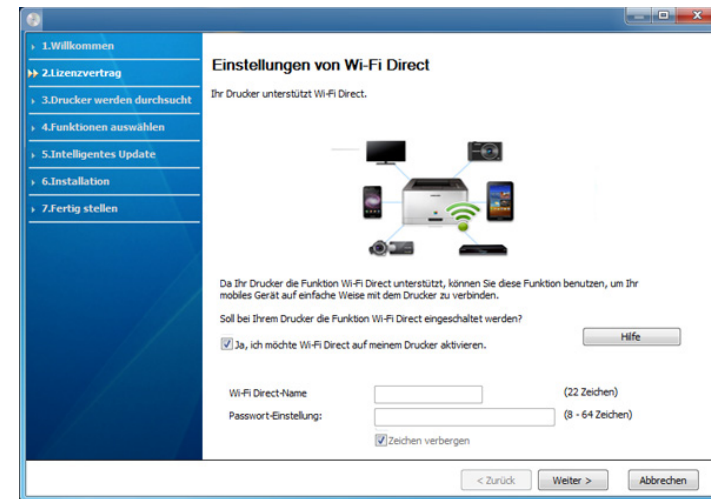 1.Willkommen
2.Lizenzvertrag
3.Drucker werden durchsucht
4.Funktionen auswählen
5.Intelligentes Update
6.Installation
7.Fertig stellen
Einstellungen von Wi-Fi Direct
Ihr Drucker unterstützt Wi-Fi Direct.
Da Ihr Drucker die Funktion Wi-Fi Direct unterstützt, können Sie diese Funktion benutzen, um Ihr
mobiles Gerät auf einfache Weise mit dem Drucker zu verbinden.
Soll bei Ihrem Drucker die Funktion Wi-Fi Direct eingeschaltet werden?
Ja, ich möchte Wi-Fi Direct auf meinem Drucker aktivieren.
Hilfe
Wi-Fi Direct-Name (22 Zeichen)
Passwort-Einstellung: (8 - 64 Zeichen)
Zeichen verbergen
< Zurück Weiter > Abbrechen